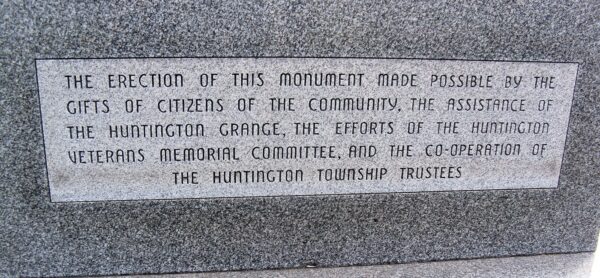 THE ERECTION OF THIS MONUMENT MADE POSSIBLE BY THE
GIFTS OF CITIZENS OF THE COMMUNITY, THE ASSISTANCE OF
THE HUNTINGTON GRANGE, THE EFFORTS OF THE HUNTINGTON
VETERANS MEMORIAL COMMITTEE, AND THE CO-OPERATION OF
THE HUNTINGTON TOWNSHIP TRUSTEES